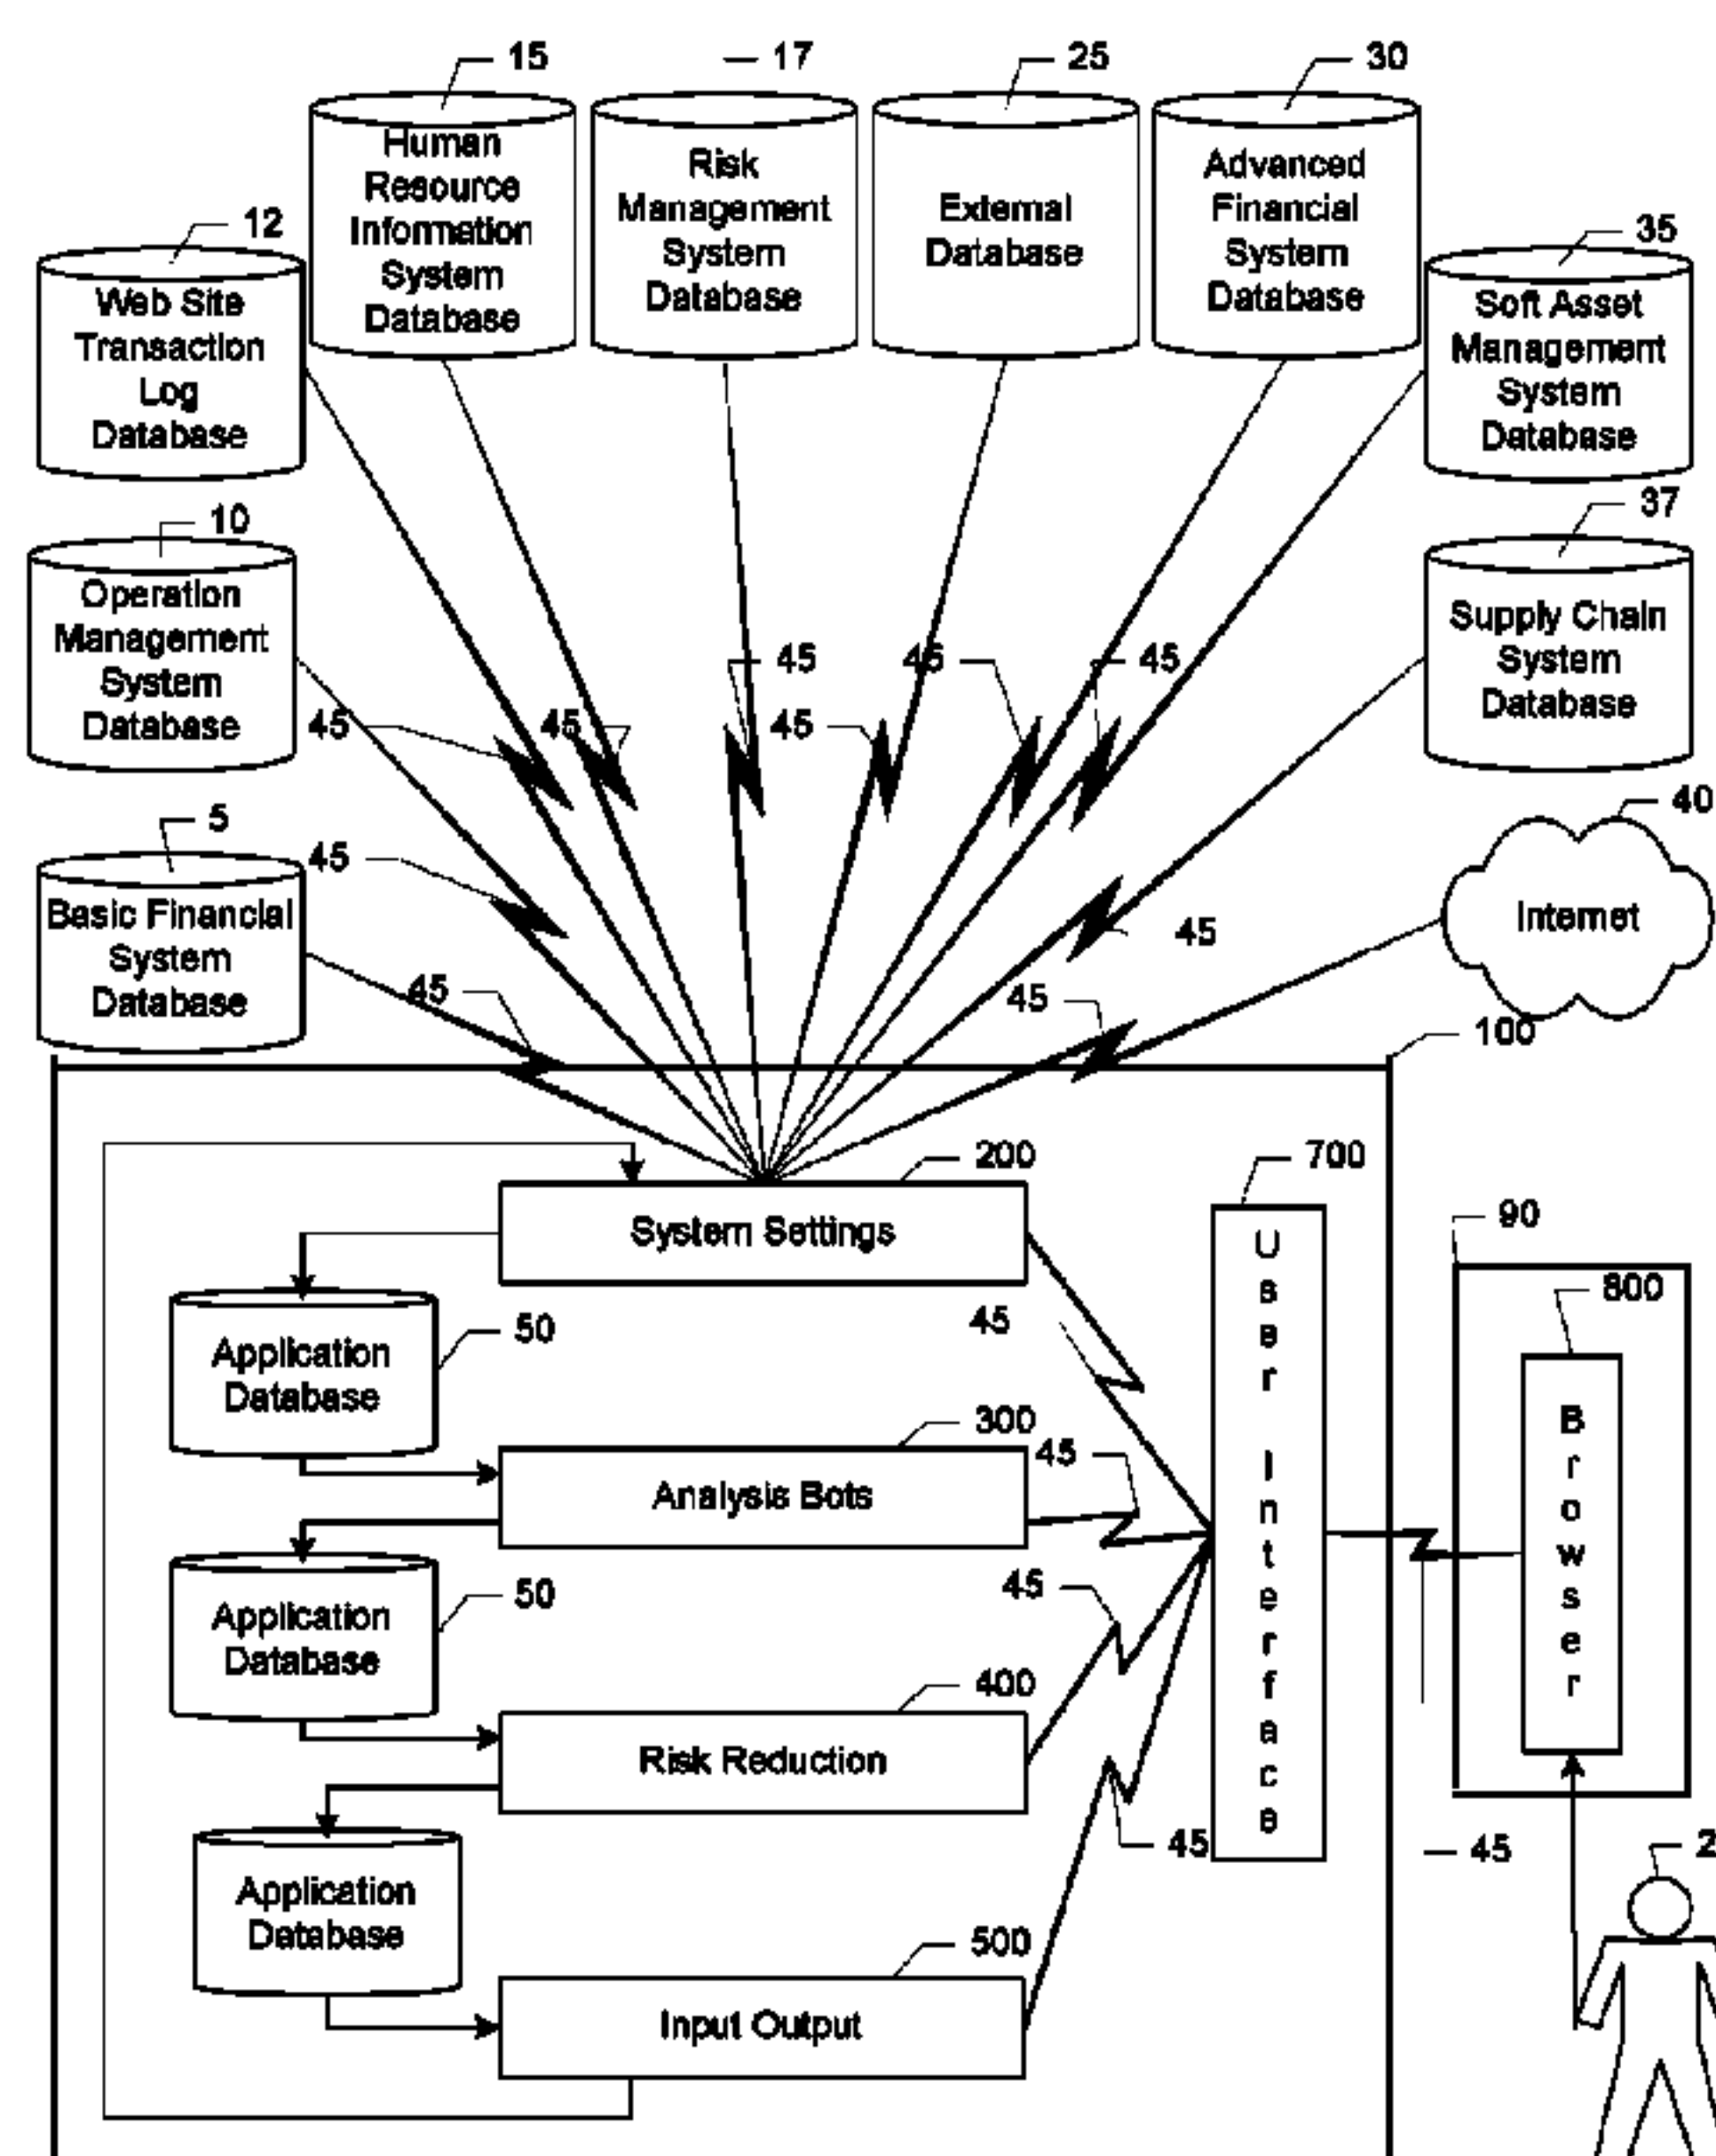 15
17
25
30
Human
Resource
Information
System
Database
Risk
Management
System
Database
External
Database
Advanced
Financial
System
Database
12
Web Site
Transaction
Log
Database
35
Soft Asset
Management
System
Database
10
Operation
Management
System
Database
37
Supply Chain
System
Database
45
45
45
45
45
45
5
Basic Financial
System
Database
45
40
Internet
45
45
45
100
200
System Settings
700
User Interface
90
800
Browser
50
Application
Database
45
300
Analysis Bots
45
50
Application
Database
45
400
Risk Reduction
45
45
Application
Database
500
Input Output